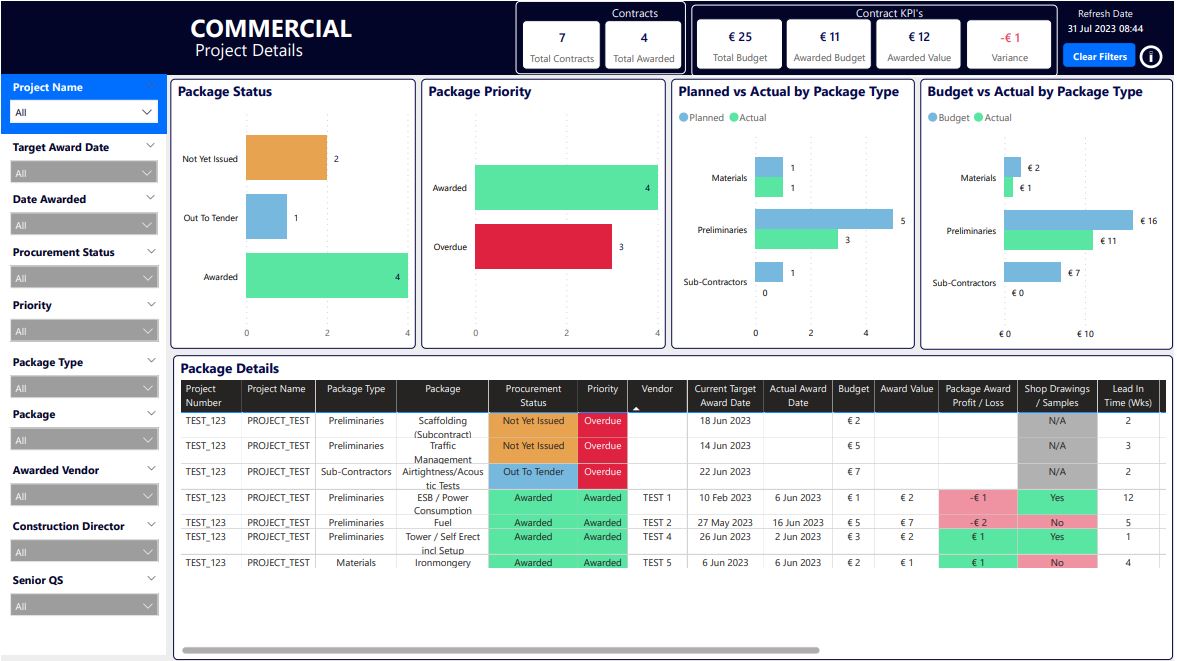 COMMERCIAL
Project Details
Contracts
7
Total Contracts
4
Total Awarded
Contract KPI's
€ 25
Total Budget
€ 11
Awarded Budget
€ 12
Awarded Value
-€ 1
Variance
Refresh Date
31 Jul 2023 08:44
Clear Filters
i
Project Name
All
Target Award Date
All
Date Awarded
All
Procurement Status
All
Priority
All
Package Type
All
Package
All
Awarded Vendor
All
Construction Director
All
Senior QS
All
Package Status
Not Yet Issued 2
Out To Tender 1
Awarded 4
0 2 4
Package Priority
Awarded 4
Overdue 3
0 2 4
Planned vs Actual by Package Type
Planned Actual
Materials 1 1
Preliminaries 5 3
Sub-Contractors 1 0
0 2 4
Budget vs Actual by Package Type
Budget Actual
Materials € 2 € 1
Preliminaries € 16 € 11
Sub-Contractors € 7 € 0
€ 0 € 10
Package Details
Project Number Project Name Package Type Package Procurement Status Priority Vendor Current Target Award Date Actual Award Date Budget Award Value Package Award Profit / Loss Shop Drawings / Samples Lead In Time (Wks)
TEST_123 PROJECT_TEST Preliminaries Scaffolding (Subcontract) Not Yet Issued Overdue 18 Jun 2023 € 2 N/A 2
TEST_123 PROJECT_TEST Preliminaries Traffic Management Not Yet Issued Overdue 14 Jun 2023 € 5 N/A 3
TEST_123 PROJECT_TEST Sub-Contractors Airtightness/Acoustic Tests Out To Tender Overdue 22 Jun 2023 € 7 N/A 2
TEST_123 PROJECT_TEST Preliminaries ESB / Power Consumption Awarded Awarded TEST 1 10 Feb 2023 6 Jun 2023 € 1 € 2 -€ 1 Yes 12
TEST_123 PROJECT_TEST Preliminaries Fuel Awarded Awarded TEST 2 27 May 2023 16 Jun 2023 € 5 € 7 -€ 2 No 5
TEST_123 PROJECT_TEST Preliminaries Tower / Self Erect incl Setup Awarded Awarded TEST 4 26 Jun 2023 2 Jun 2023 € 3 € 2 € 1 Yes 1
TEST_123 PROJECT_TEST Materials Ironmongery Awarded Awarded TEST 5 6 Jun 2023 6 Jun 2023 € 2 € 1 € 1 No 4